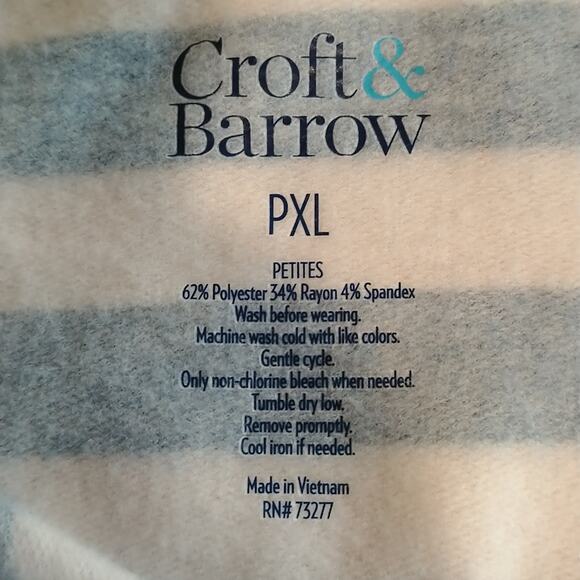 Croft&
Barrow
PXL
PETITES
62% Polyester 34% Rayon 4% Spandex
Wash before wearing.
Machine wash cold with like colors.
Gentle cycle.
Only non-chlorine bleach when needed.
Tumble dry low.
Remove promptly.
Cool iron if needed.
Made in Vietnam
RN# 73277